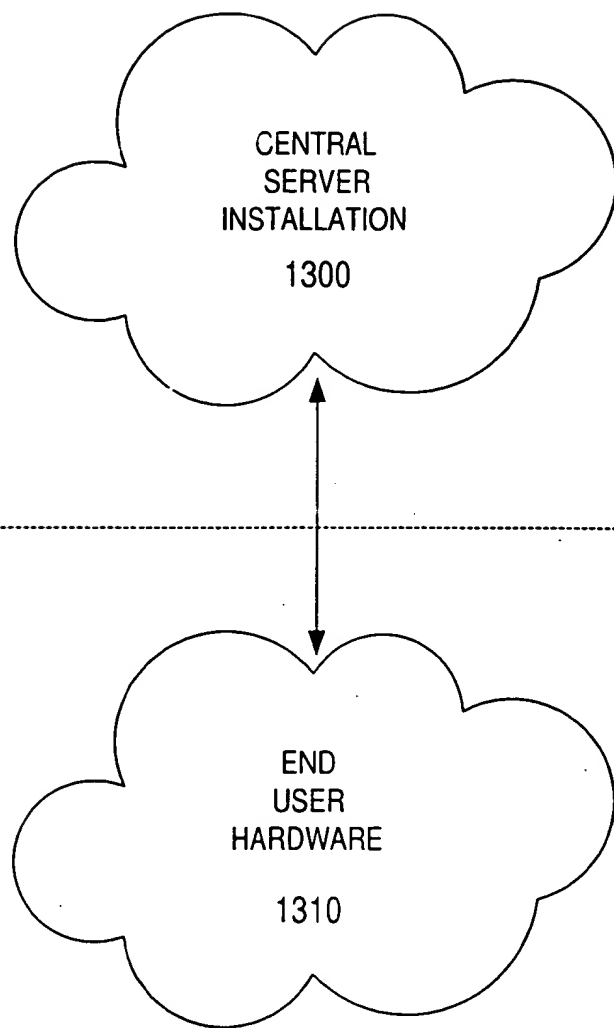 CENTRAL
SERVER
INSTALLATION
1300
END
USER
HARDWARE
1310